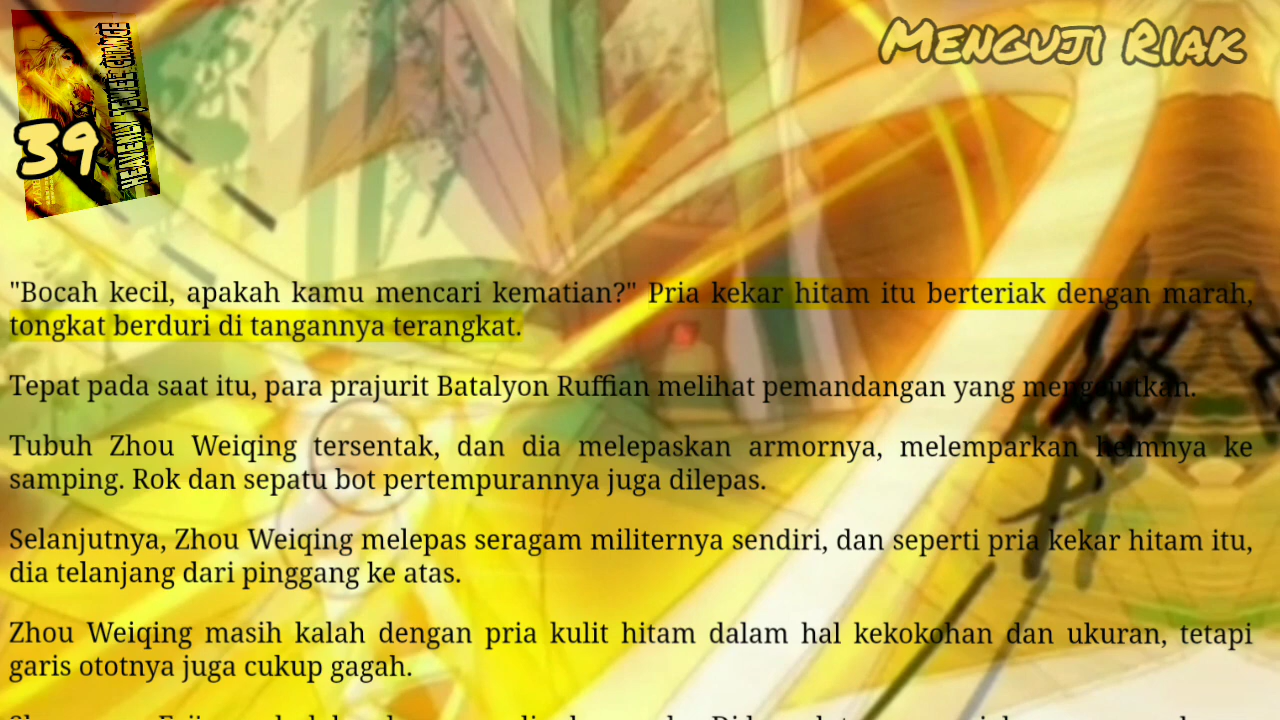 Menguji Riak
39
"Bocah kecil, apakah kamu mencari kematian?" Pria kekar hitam itu berteriak dengan marah,
tongkat berduri di tangannya terangkat.
Tepat pada saat itu, para prajurit Batalyon Ruffian melihat pemandangan yang mengejutkan.
Tubuh Zhou Weiqing tersentak, dan dia melepaskan armornya, melemparkan helmnya ke
samping. Rok dan sepatu bot pertempurannya juga dilepas.
Selanjutnya, Zhou Weiqing melepas seragam militernya sendiri, dan seperti pria kekar hitam itu,
dia telanjang dari pinggang ke atas.
Zhou Weiqing masih kalah dengan pria kulit hitam dalam hal kekokohan dan ukuran, tetapi
garis ototnya juga cukup gagah.